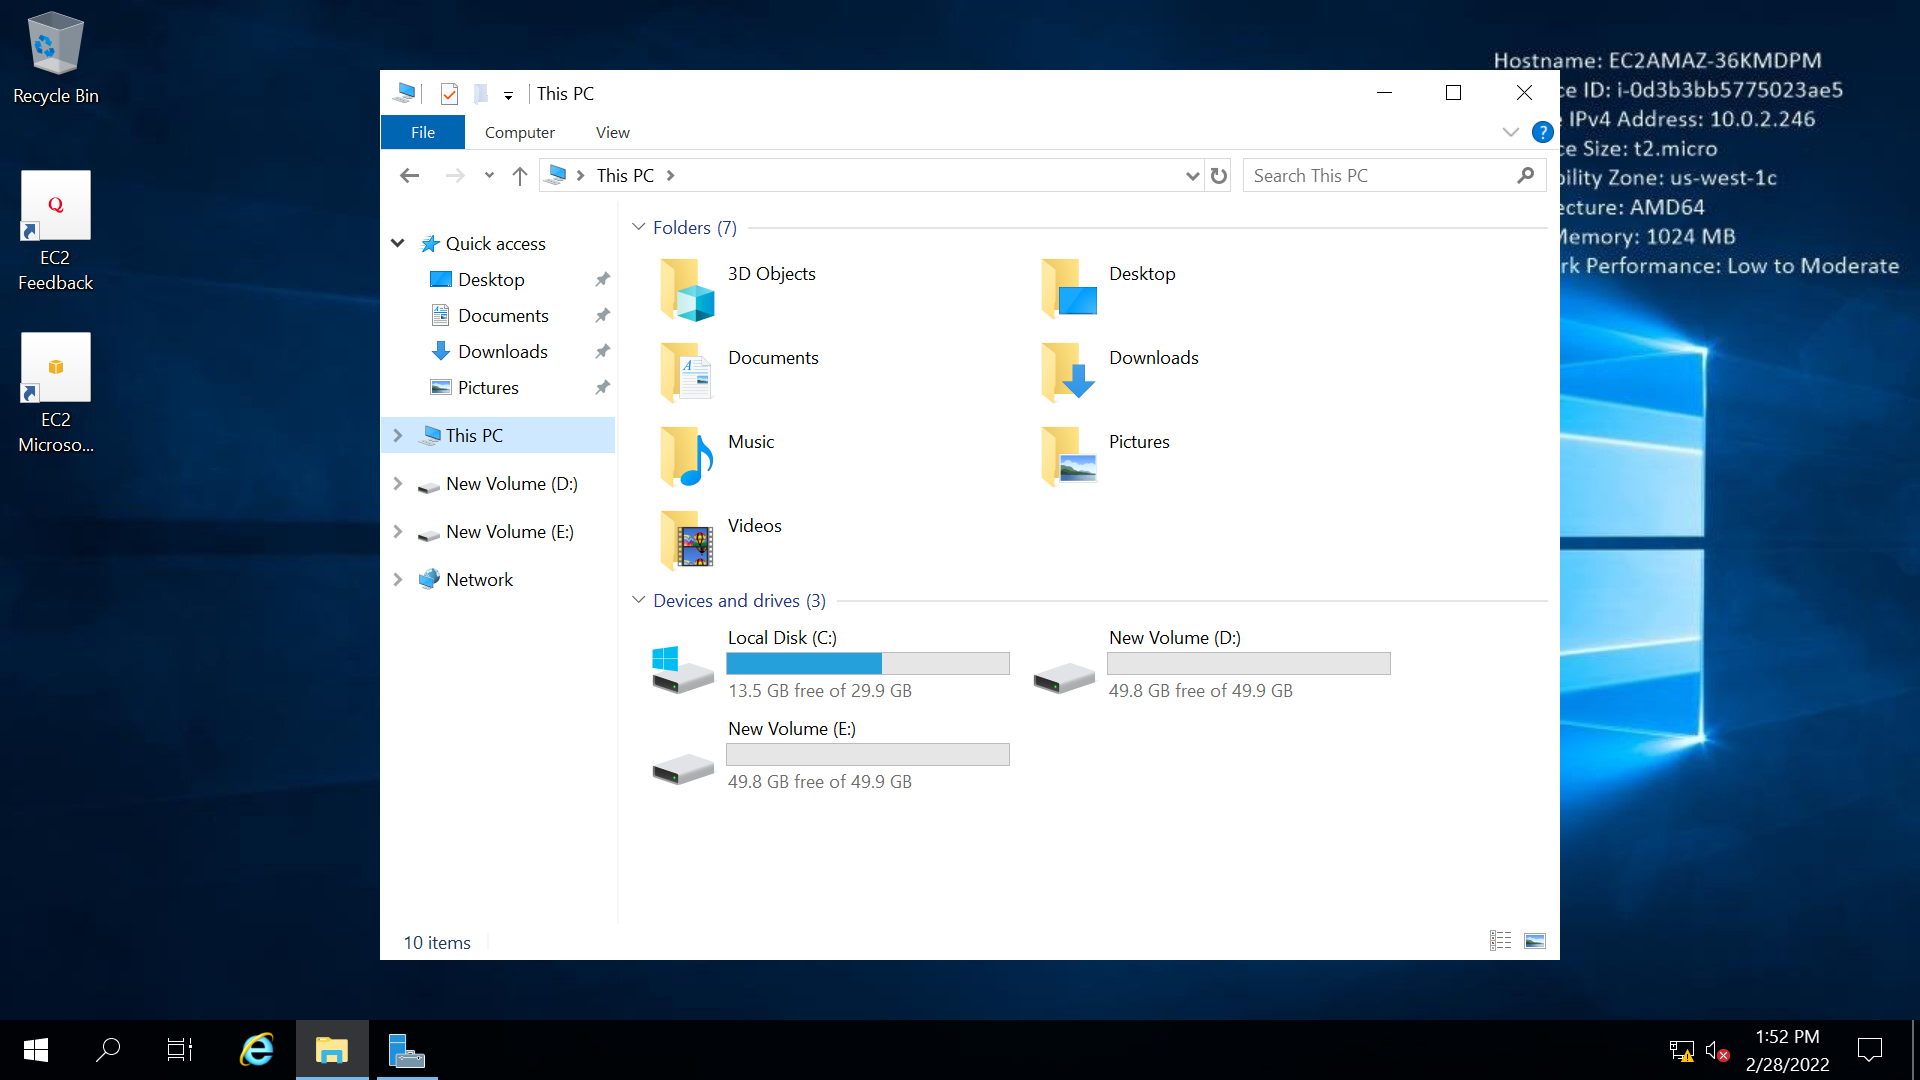 Recycle Bin
EC2
Feedback
EC2
Microso...
Hostname: EC2AMAZ-36KMDPM
ce ID: i-0d3b3bb5775023ae5
IPv4 Address: 10.0.2.246
ce Size: t2.micro
bility Zone: us-west-1c
ecture: AMD64
Memory: 1024 MB
rk Performance: Low to Moderate
This PC
File
Computer
View
?
This PC
Search This PC
Quick access
Desktop
Documents
Downloads
Pictures
This PC
New Volume (D:)
New Volume (E:)
Network
Folders (7)
3D Objects
Desktop
Documents
Downloads
Music
Pictures
Videos
Devices and drives (3)
Local Disk (C:)
13.5 GB free of 29.9 GB
New Volume (D:)
49.8 GB free of 49.9 GB
New Volume (E:)
49.8 GB free of 49.9 GB
10 items
1:52 PM
2/28/2022